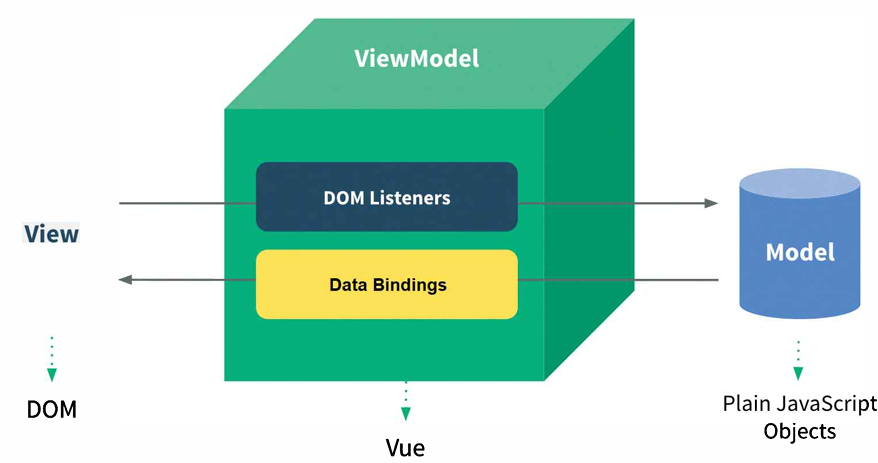 ViewModel
DOM Listeners
View
Model
Data Bindings
DOM
Plain JavaScript
Objects
Vue